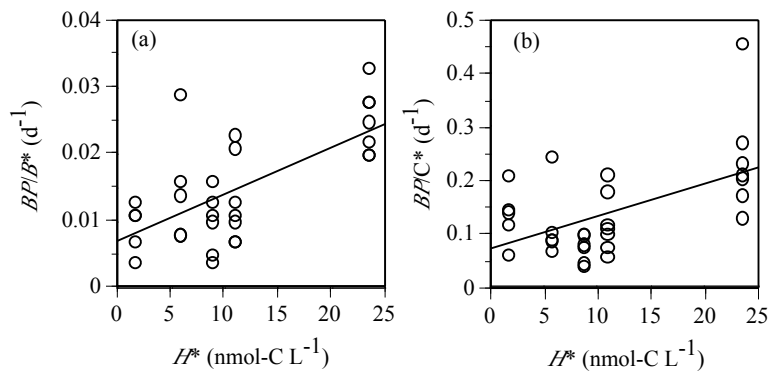 (a)
0.04
0.03
0.02
0.01
0
BP/B* (d-1)
0 5 10 15 20 25
H* (nmol-C L-1)
(b)
0.5
0.4
0.3
0.2
0.1
0
BP/C* (d-1)
0 5 10 15 20 25
H* (nmol-C L-1)